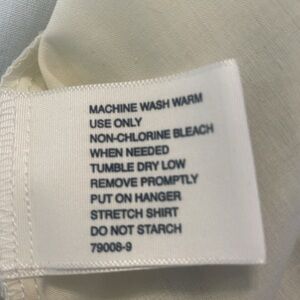 MACHINE WASH WARM
USE ONLY
NON-CHLORINE BLEACH
WHEN NEEDED
TUMBLE DRY LOW
REMOVE PROMPTLY
PUT ON HANGER
STRETCH SHIRT
DO NOT STARCH
79008-9